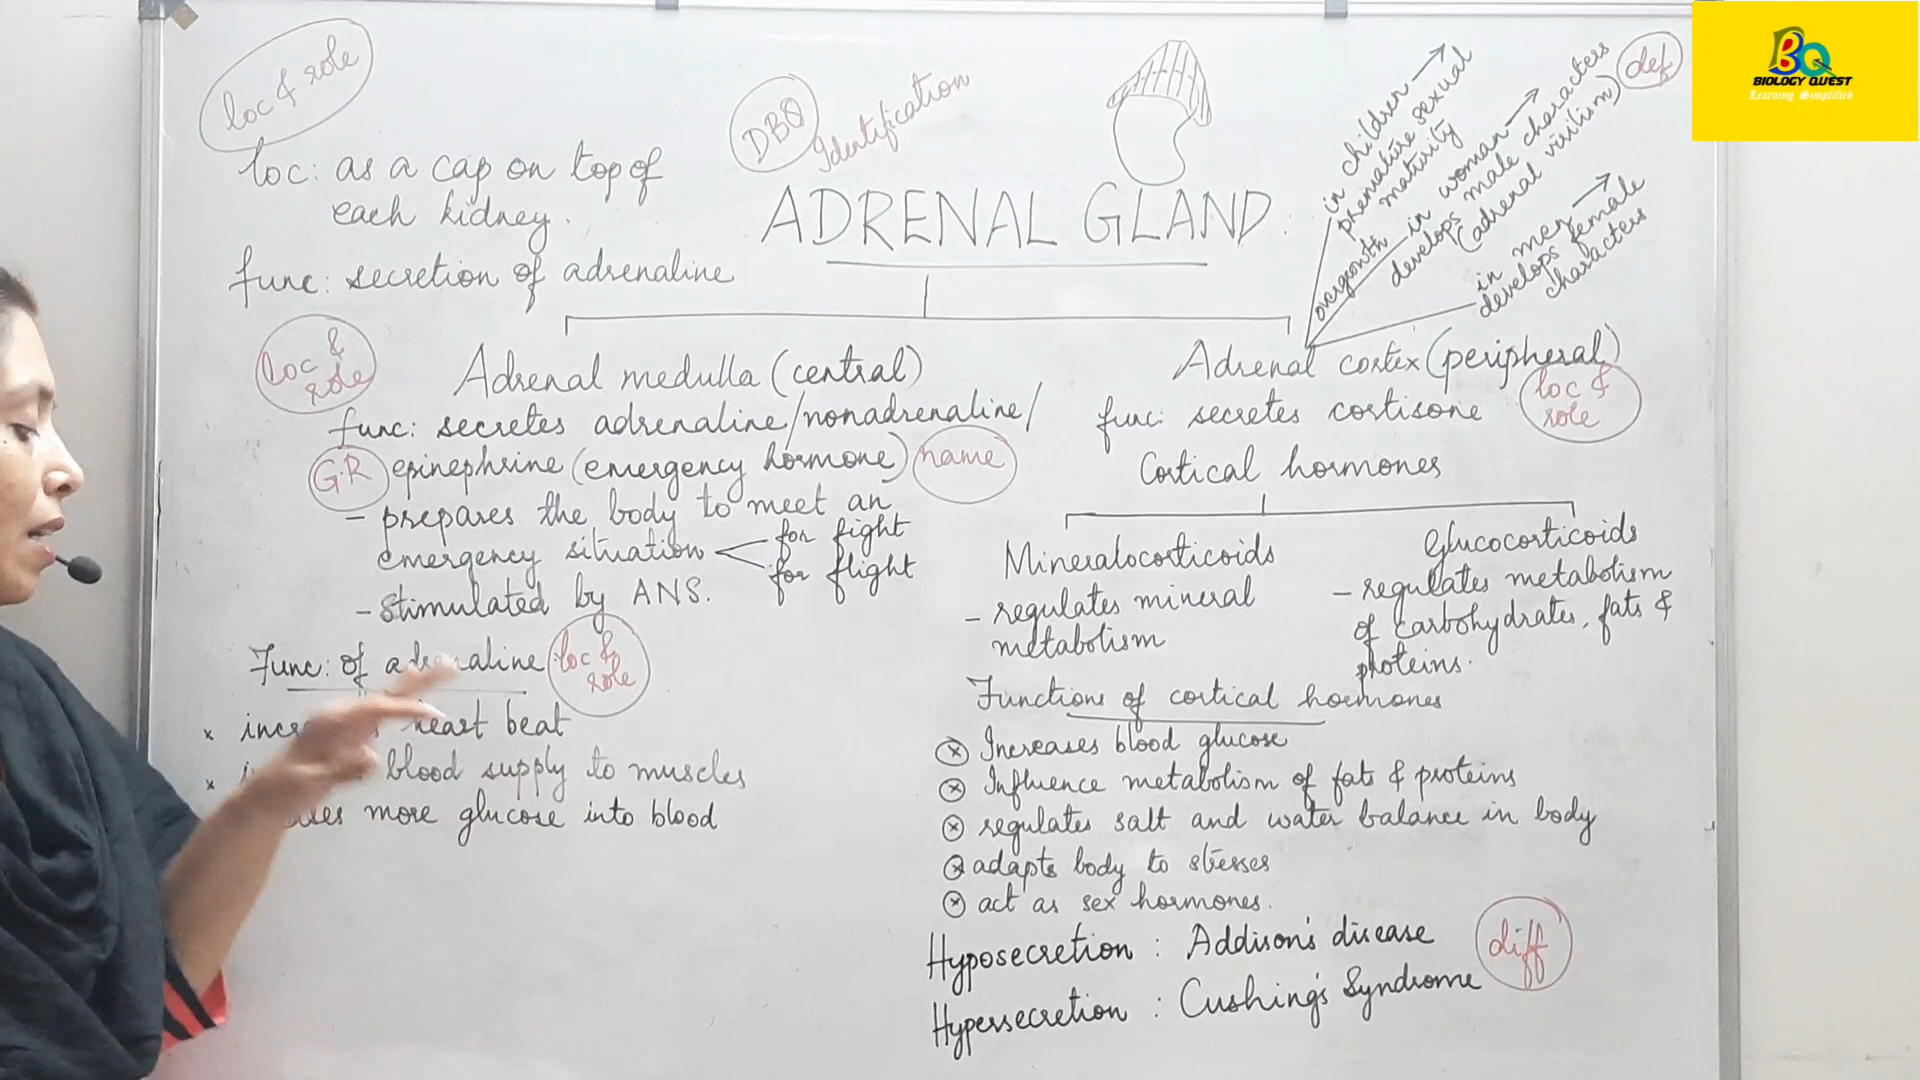 loc & role
loc: as a cap on top of
each kidney.
func: secretion of adrenaline
DBQ
Identification
ADRENAL GLAND:
in children →
premature sexual
maturity
overgrowth in woman →
develops male characters
(adrenal virilism)
def
in men →
develops female
characters
BQ
BIOLOGY QUEST
Learning Simplified
loc &
role
Adrenal medulla (central)
func: secretes adrenaline/nonadrenaline/
G.R epinephrine (emergency hormone) name
- prepares the body to meet an
emergency situation
for fight
for flight
- stimulated by ANS.
Func: of adrenaline
loc &
role
x heart beat
x blood supply to muscles
more glucose into blood
Adrenal cortex (peripheral)
func: secretes cortisone
loc &
role
Cortical hormones
Mineralocorticoids
- regulates mineral
metabolism
Glucocorticoids
- regulates metabolism
of carbohydrates, fats &
proteins.
Functions of cortical hormones
x Increases blood glucose
x Influence metabolism of fats & proteins
x regulates salt and water balance in body
x adapts body to stresses
x act as sex hormones.
Hyposecretion : Addison's disease
Hypersecretion : Cushing's Syndrome
diff